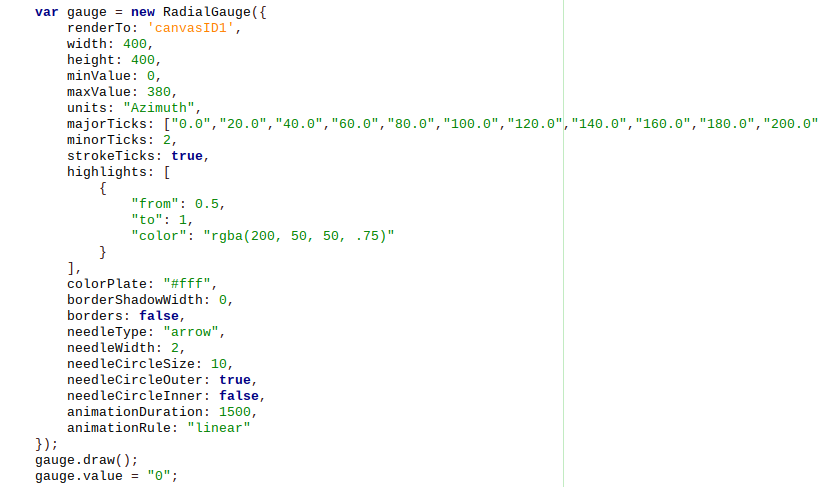 var gauge = new RadialGauge({
    renderTo: 'canvasID1',
    width: 400,
    height: 400,
    minValue: 0,
    maxValue: 380,
    units: "Azimuth",
    majorTicks: ["0.0","20.0","40.0","60.0","80.0","100.0","120.0","140.0","160.0","180.0","200.0"
    minorTicks: 2,
    strokeTicks: true,
    highlights: [
        {
            "from": 0.5,
            "to": 1,
            "color": "rgba(200, 50, 50, .75)"
        }
    ],
    colorPlate: "#fff",
    borderShadowWidth: 0,
    borders: false,
    needleType: "arrow",
    needleWidth: 2,
    needleCircleSize: 10,
    needleCircleOuter: true,
    needleCircleInner: false,
    animationDuration: 1500,
    animationRule: "linear"
});
gauge.draw();
gauge.value = "0";